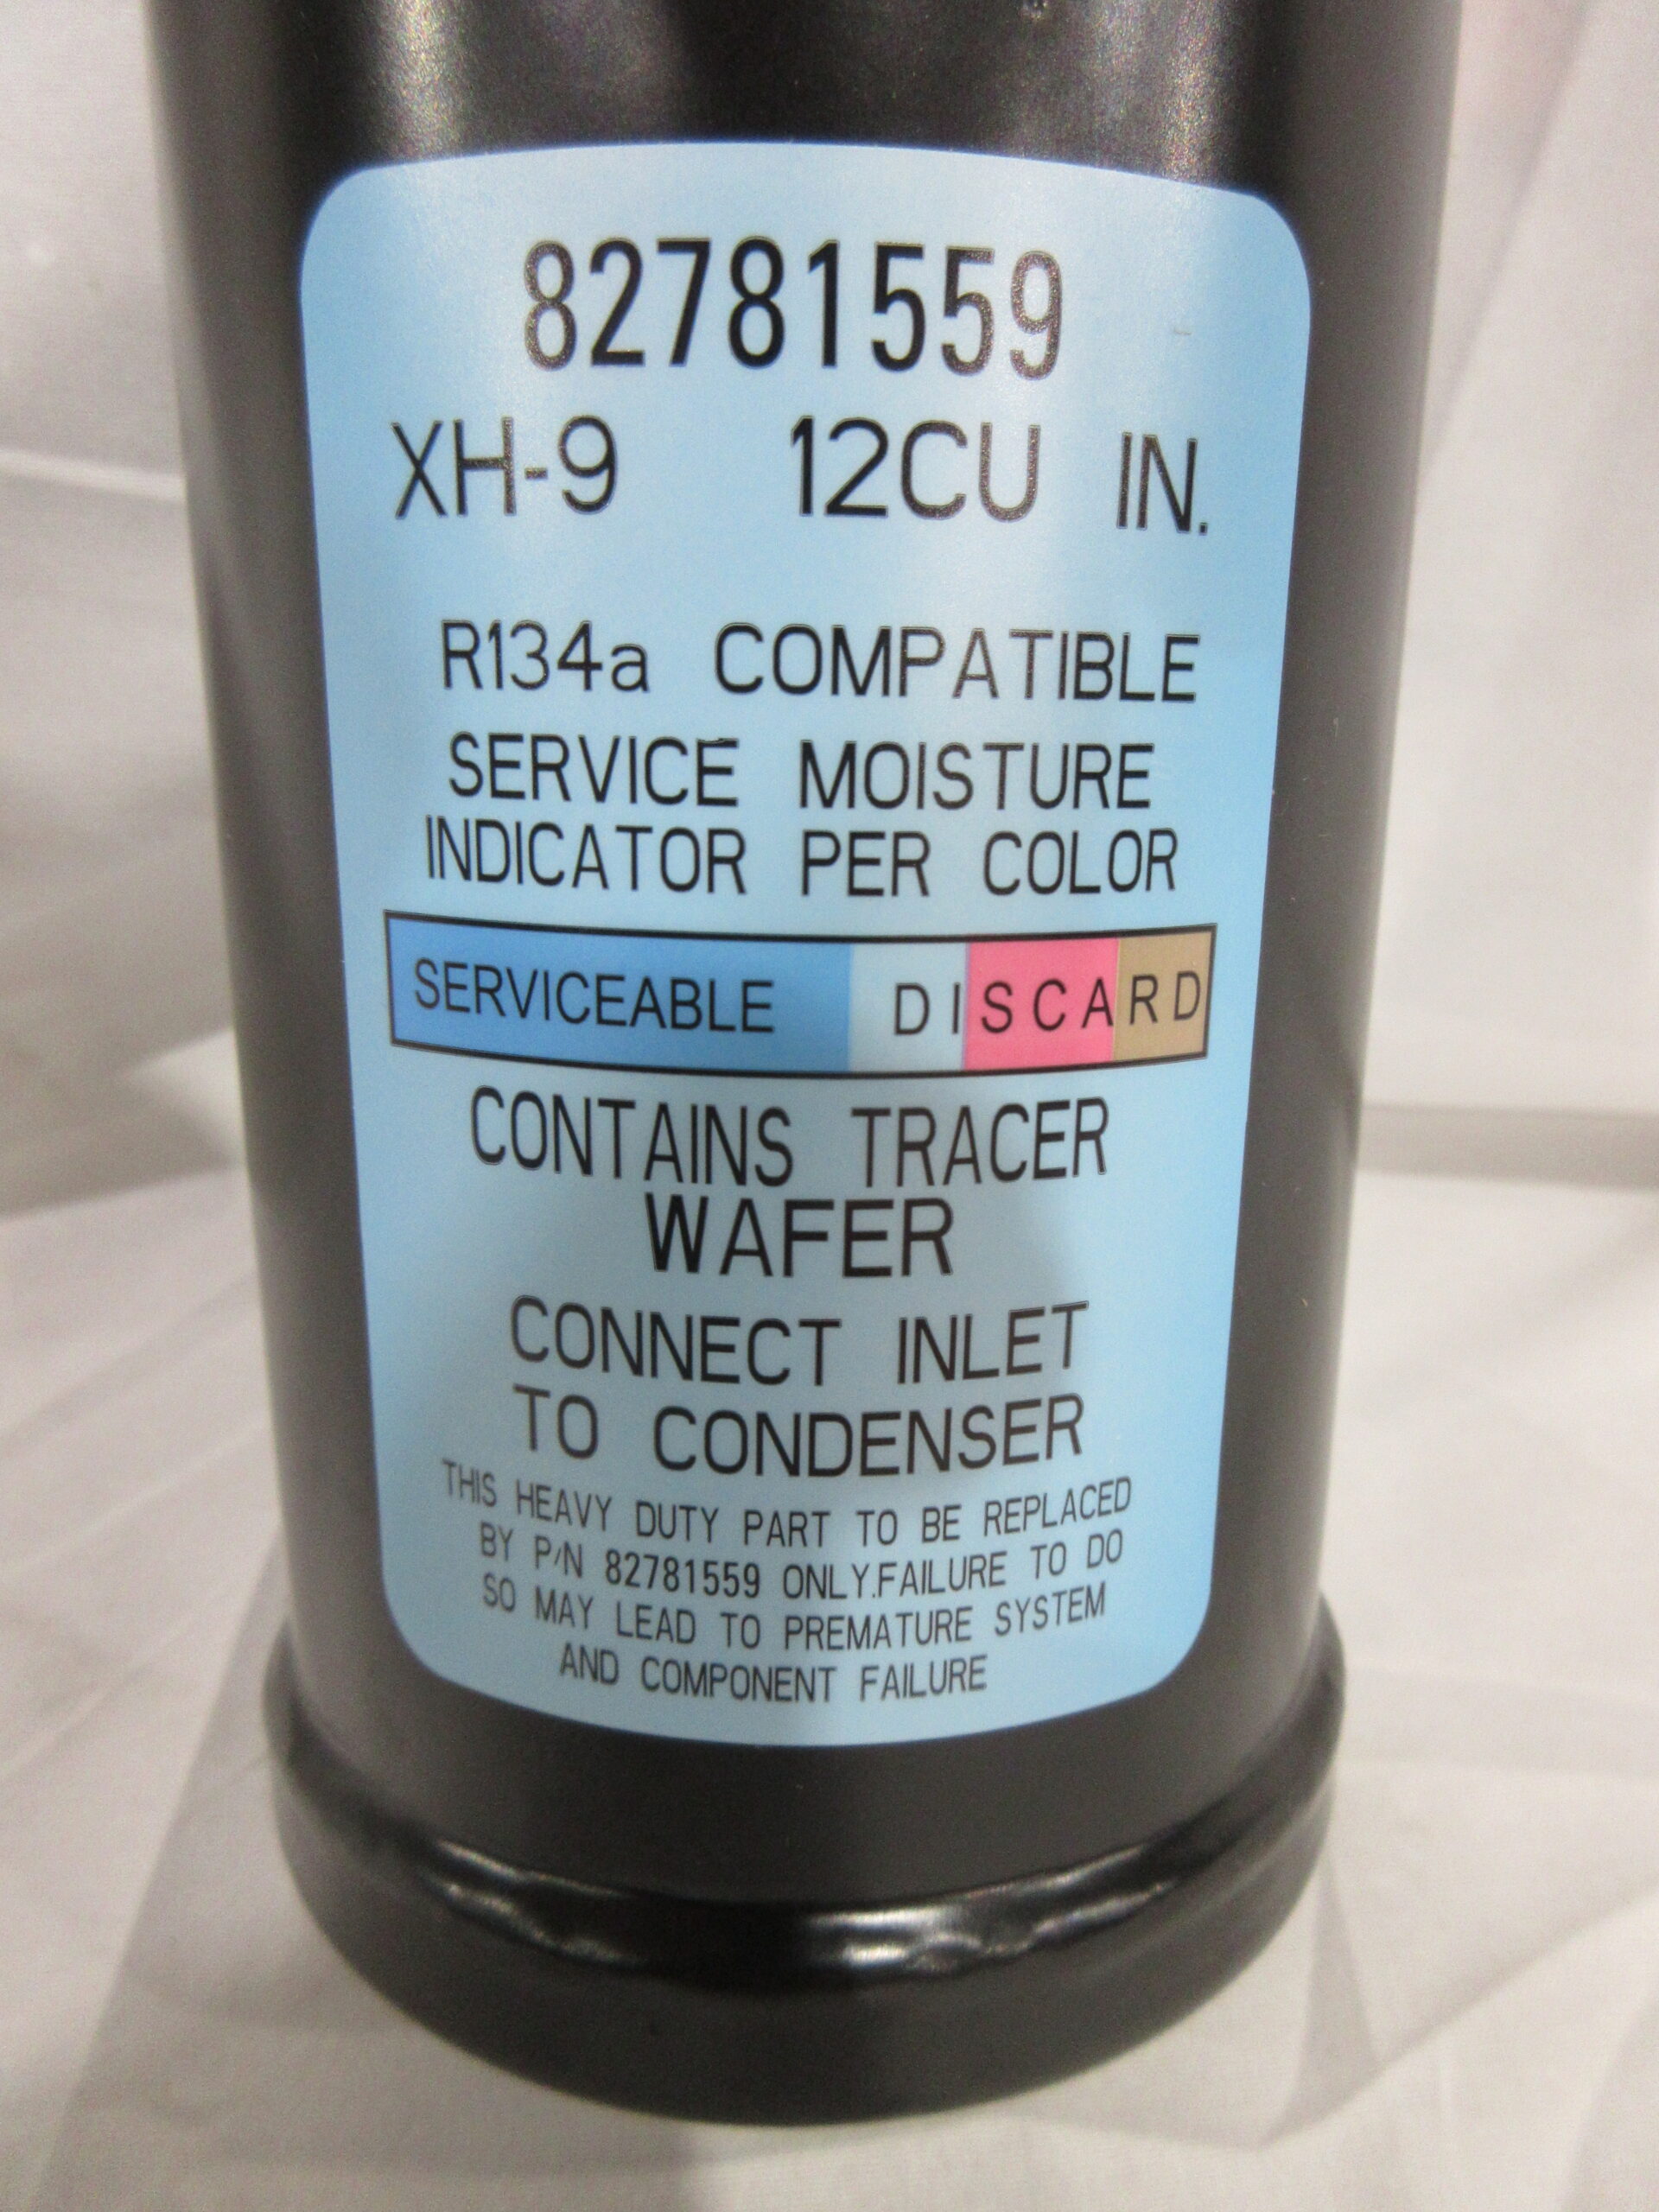 82781559
XH-9 12CU IN.
R134a COMPATIBLE
SERVICE MOISTURE
INDICATOR PER COLOR
SERVICEABLE DISCARD
CONTAINS TRACER
WAFER
CONNECT INLET
TO CONDENSER
THIS HEAVY DUTY PART TO BE REPLACED
BY P/N 82781559 ONLY.FAILURE TO DO
SO MAY LEAD TO PREMATURE SYSTEM
AND COMPONENT FAILURE